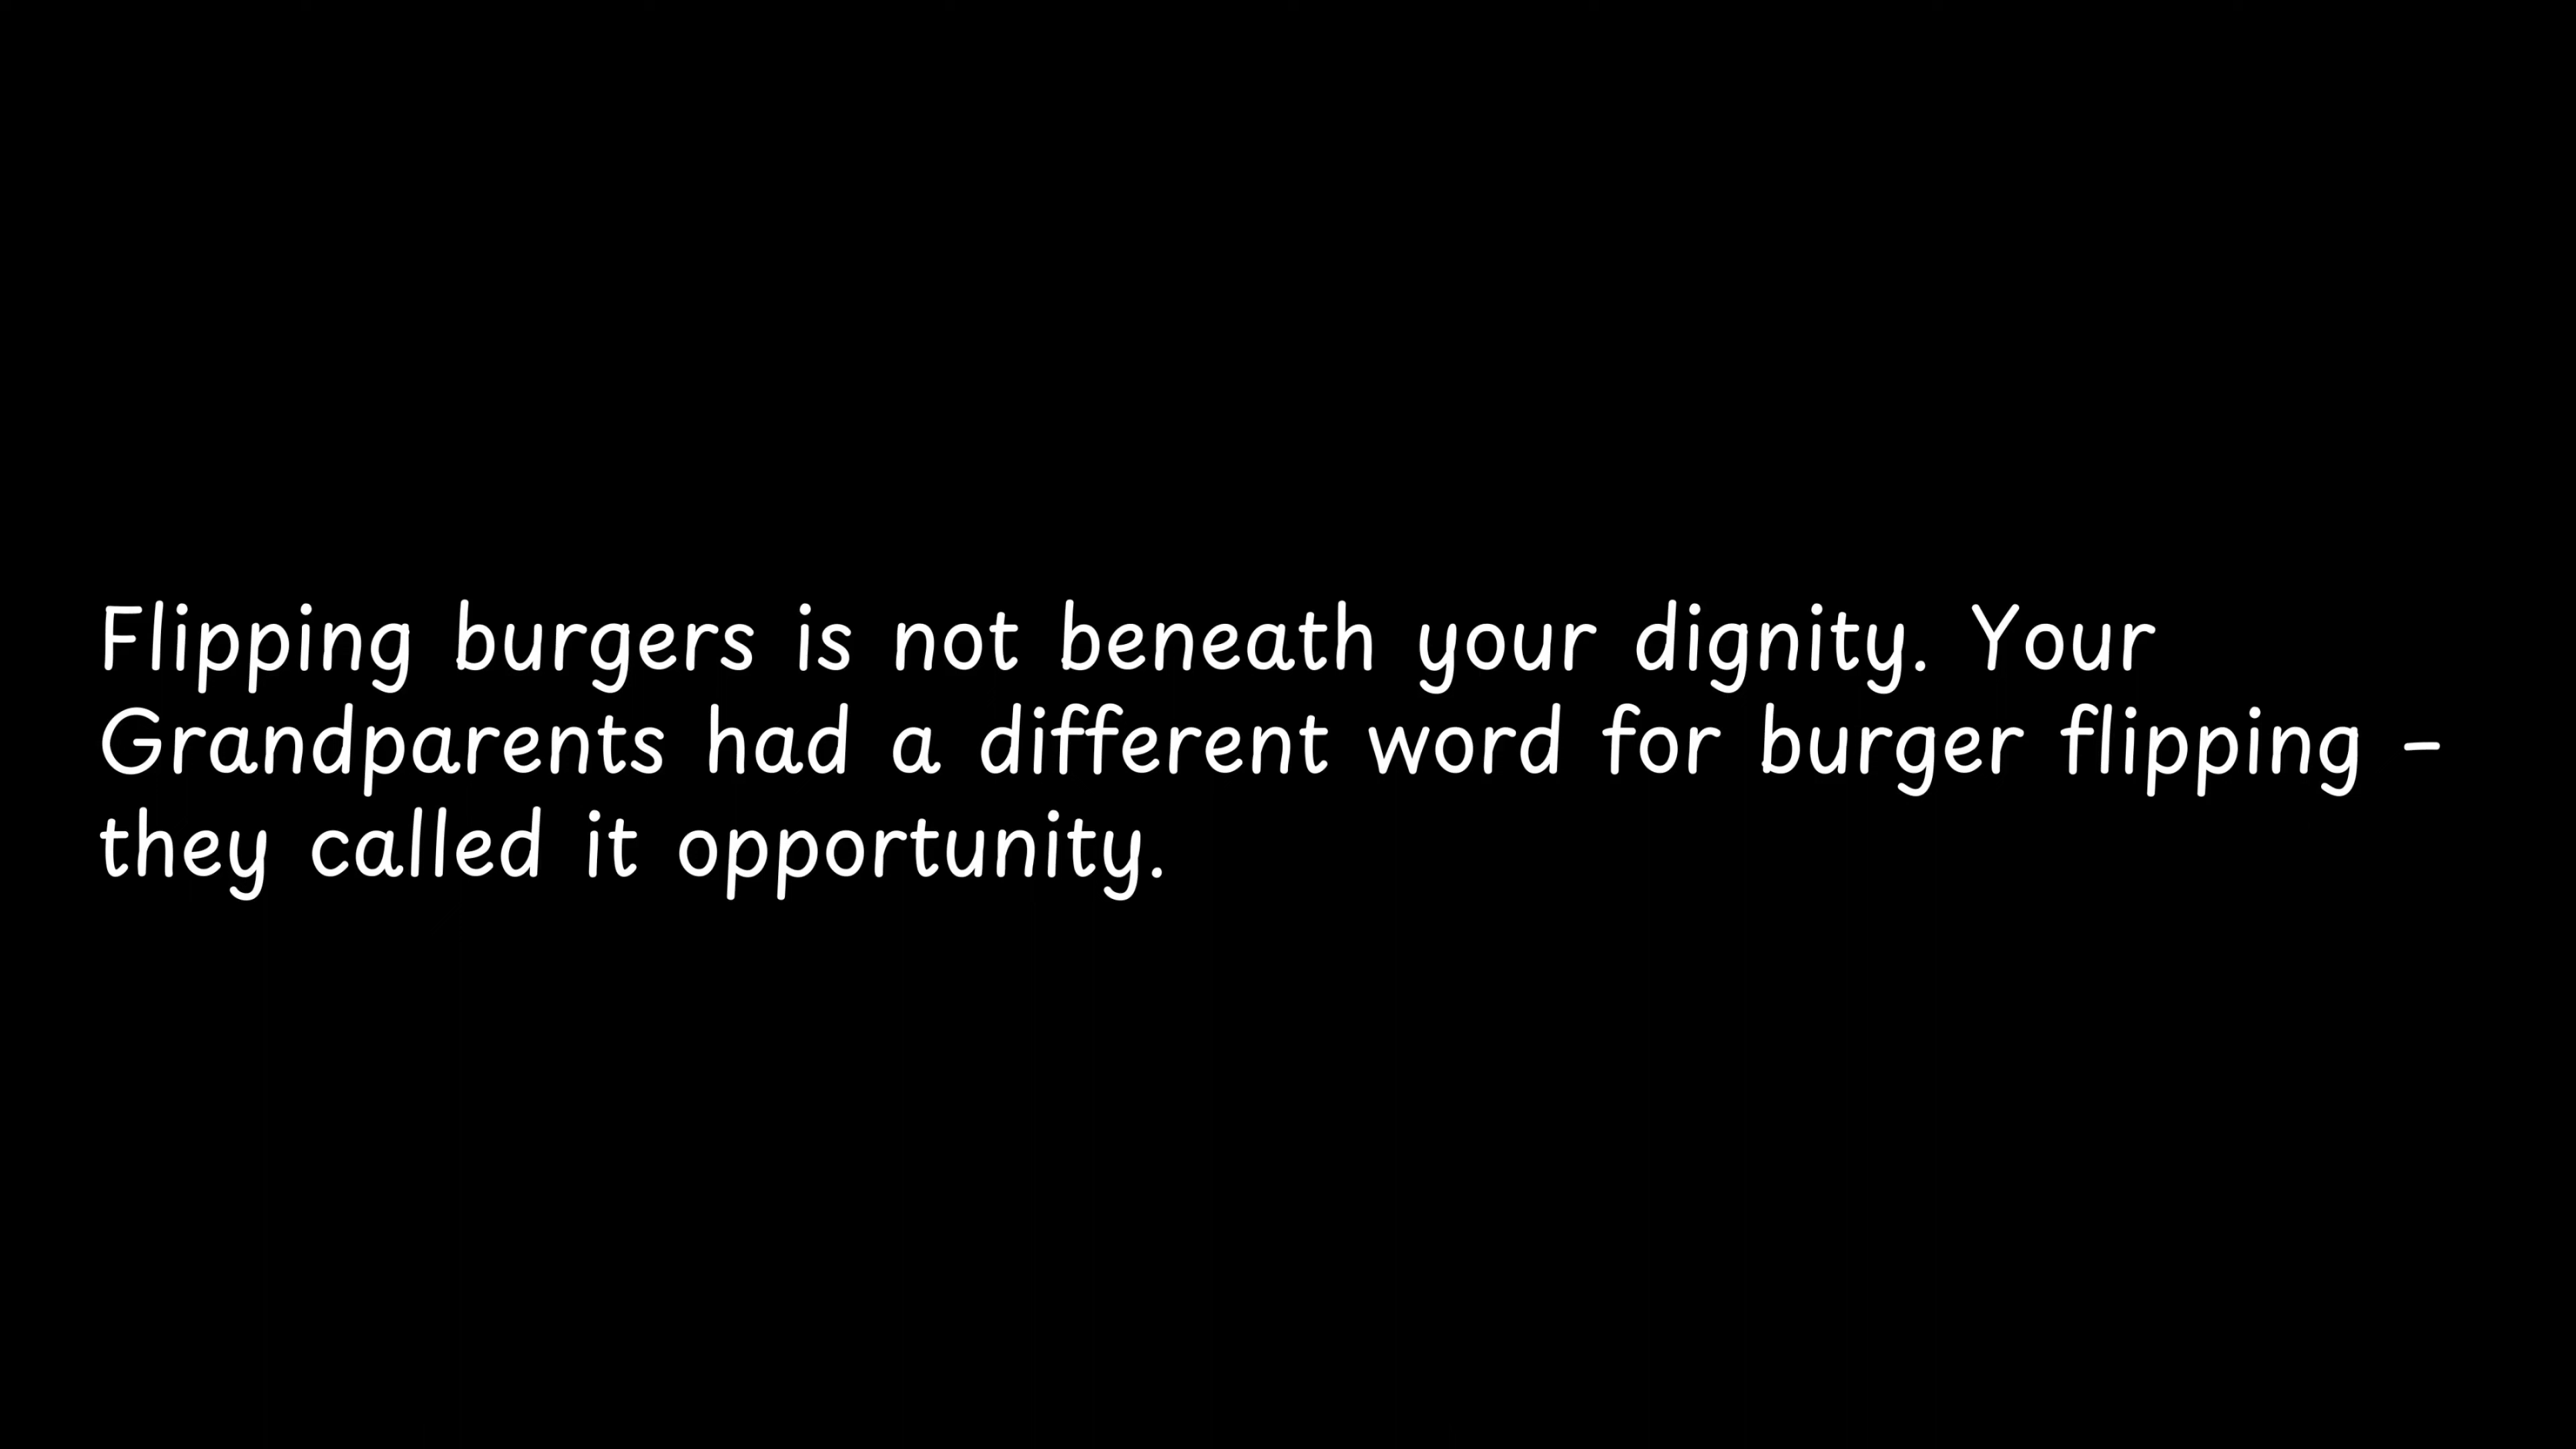 Flipping burgers is not beneath your dignity. Your
Grandparents had a different word for burger flipping -
they called it opportunity.